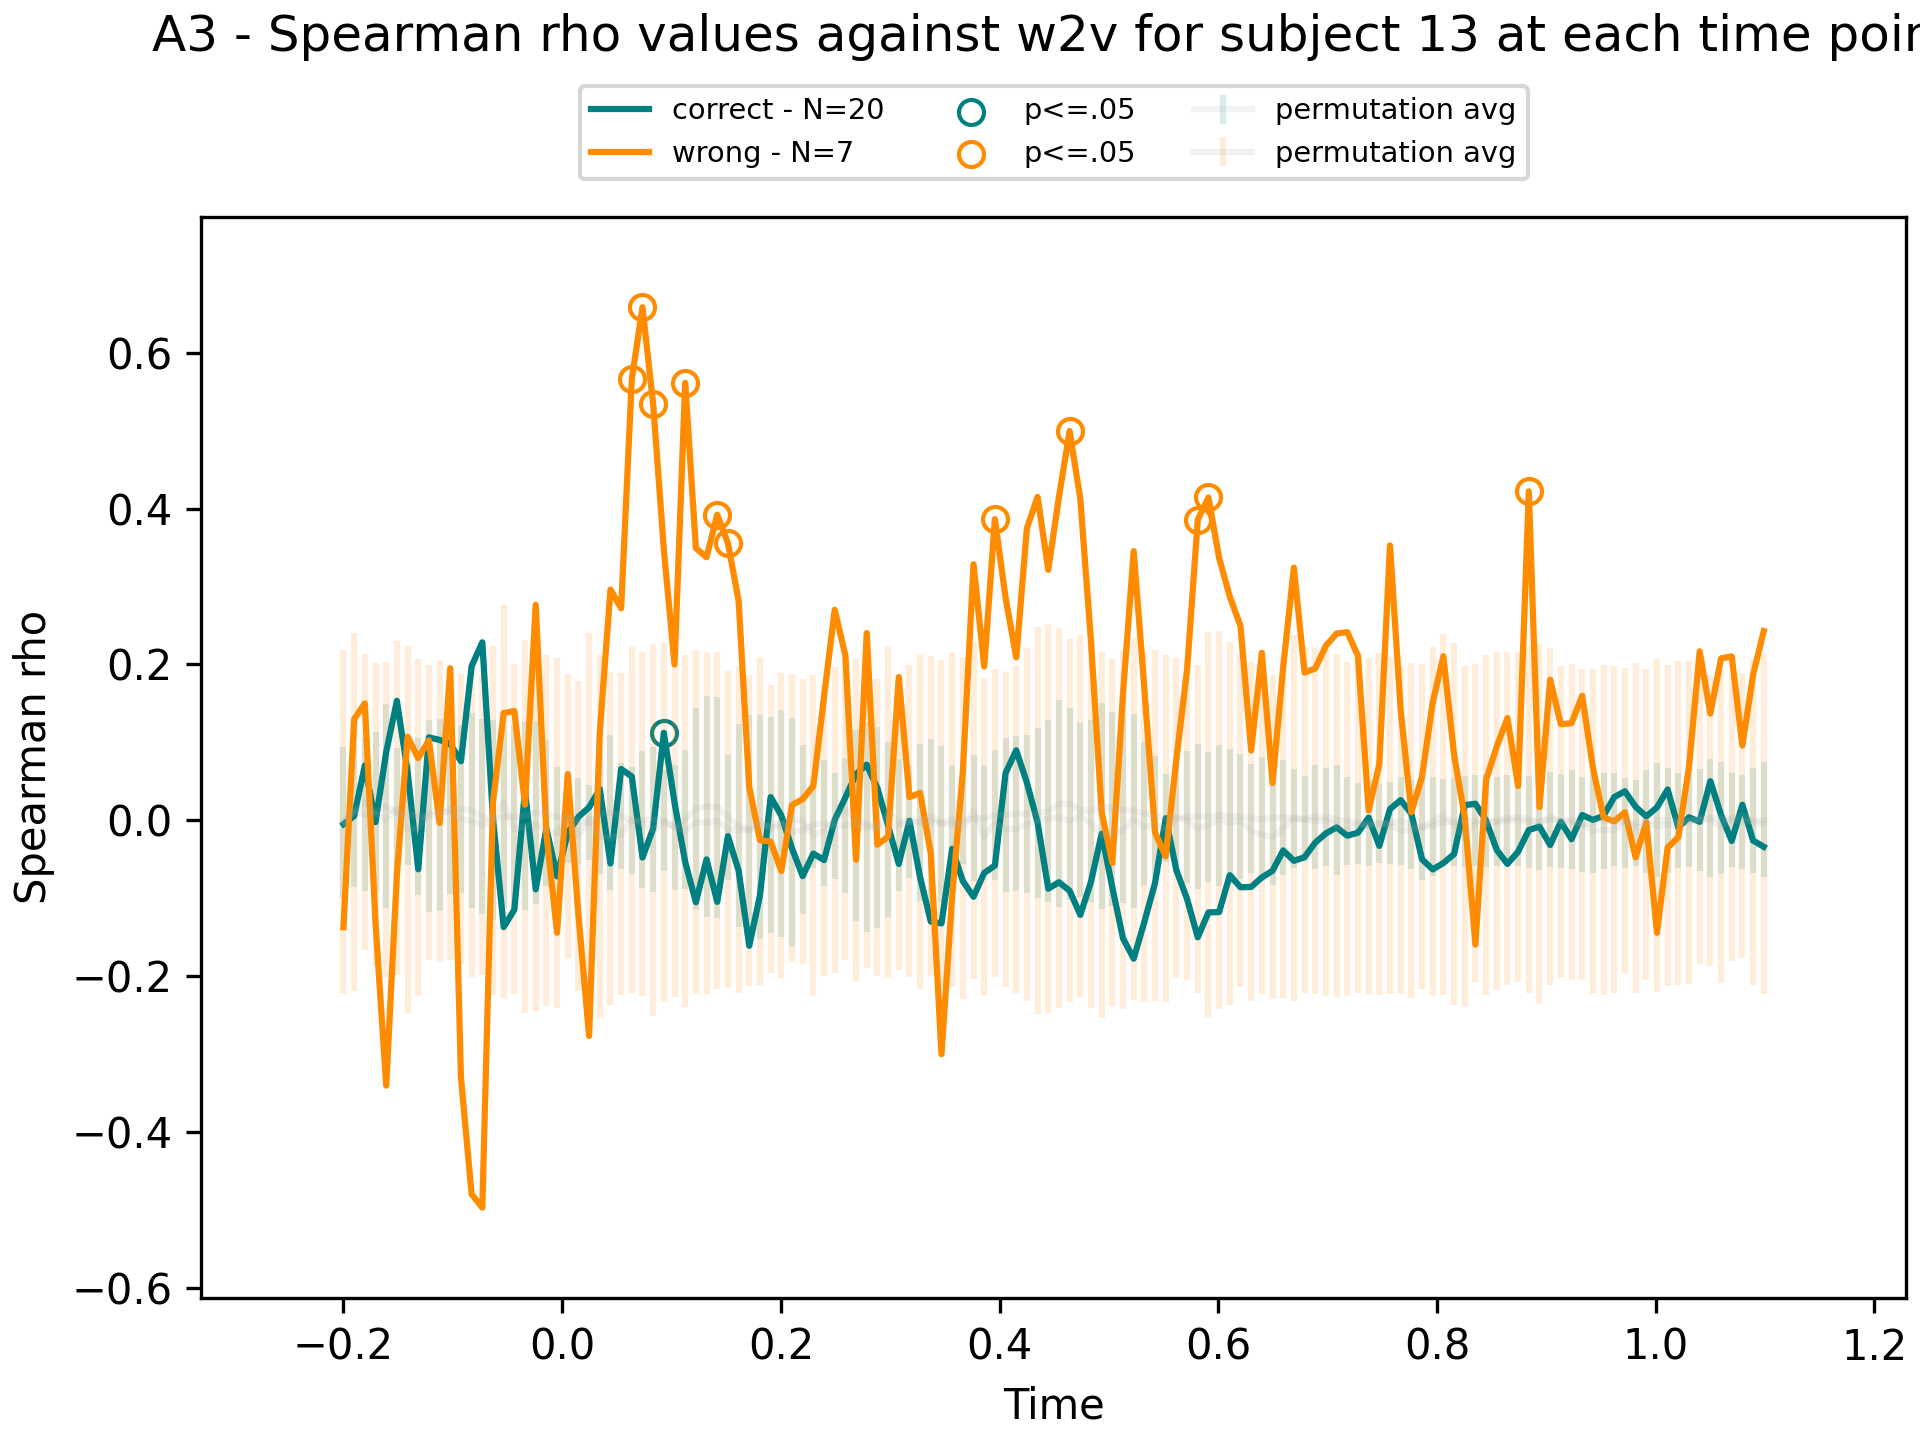 A3 - Spearman rho values against w2v for subject 13 at each time poin
correct - N=20
wrong - N=7
p<=.05
p<=.05
permutation avg
permutation avg
Spearman rho
0.6
0.4
0.2
0.0
−0.2
−0.4
−0.6
−0.2 0.0 0.2 0.4 0.6 0.8 1.0 1.2
Time